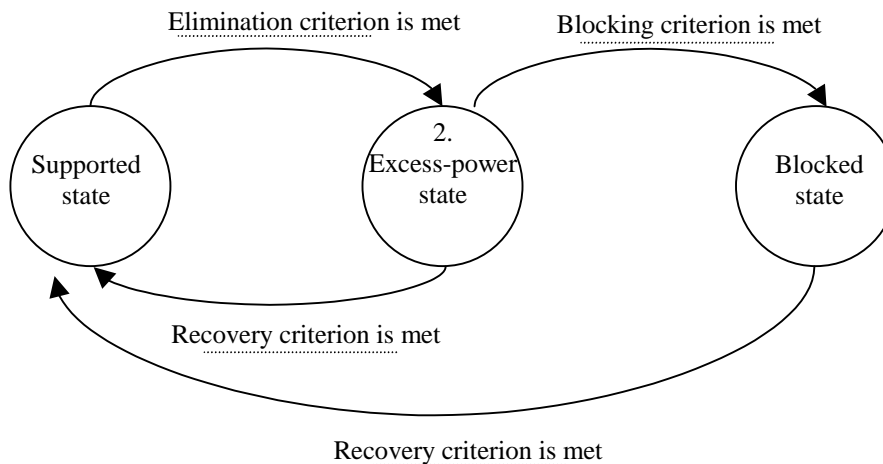 Elimination criterion is met
Blocking criterion is met
Supported
state
2.
Excess-power
state
Blocked
state
Recovery criterion is met
Recovery criterion is met